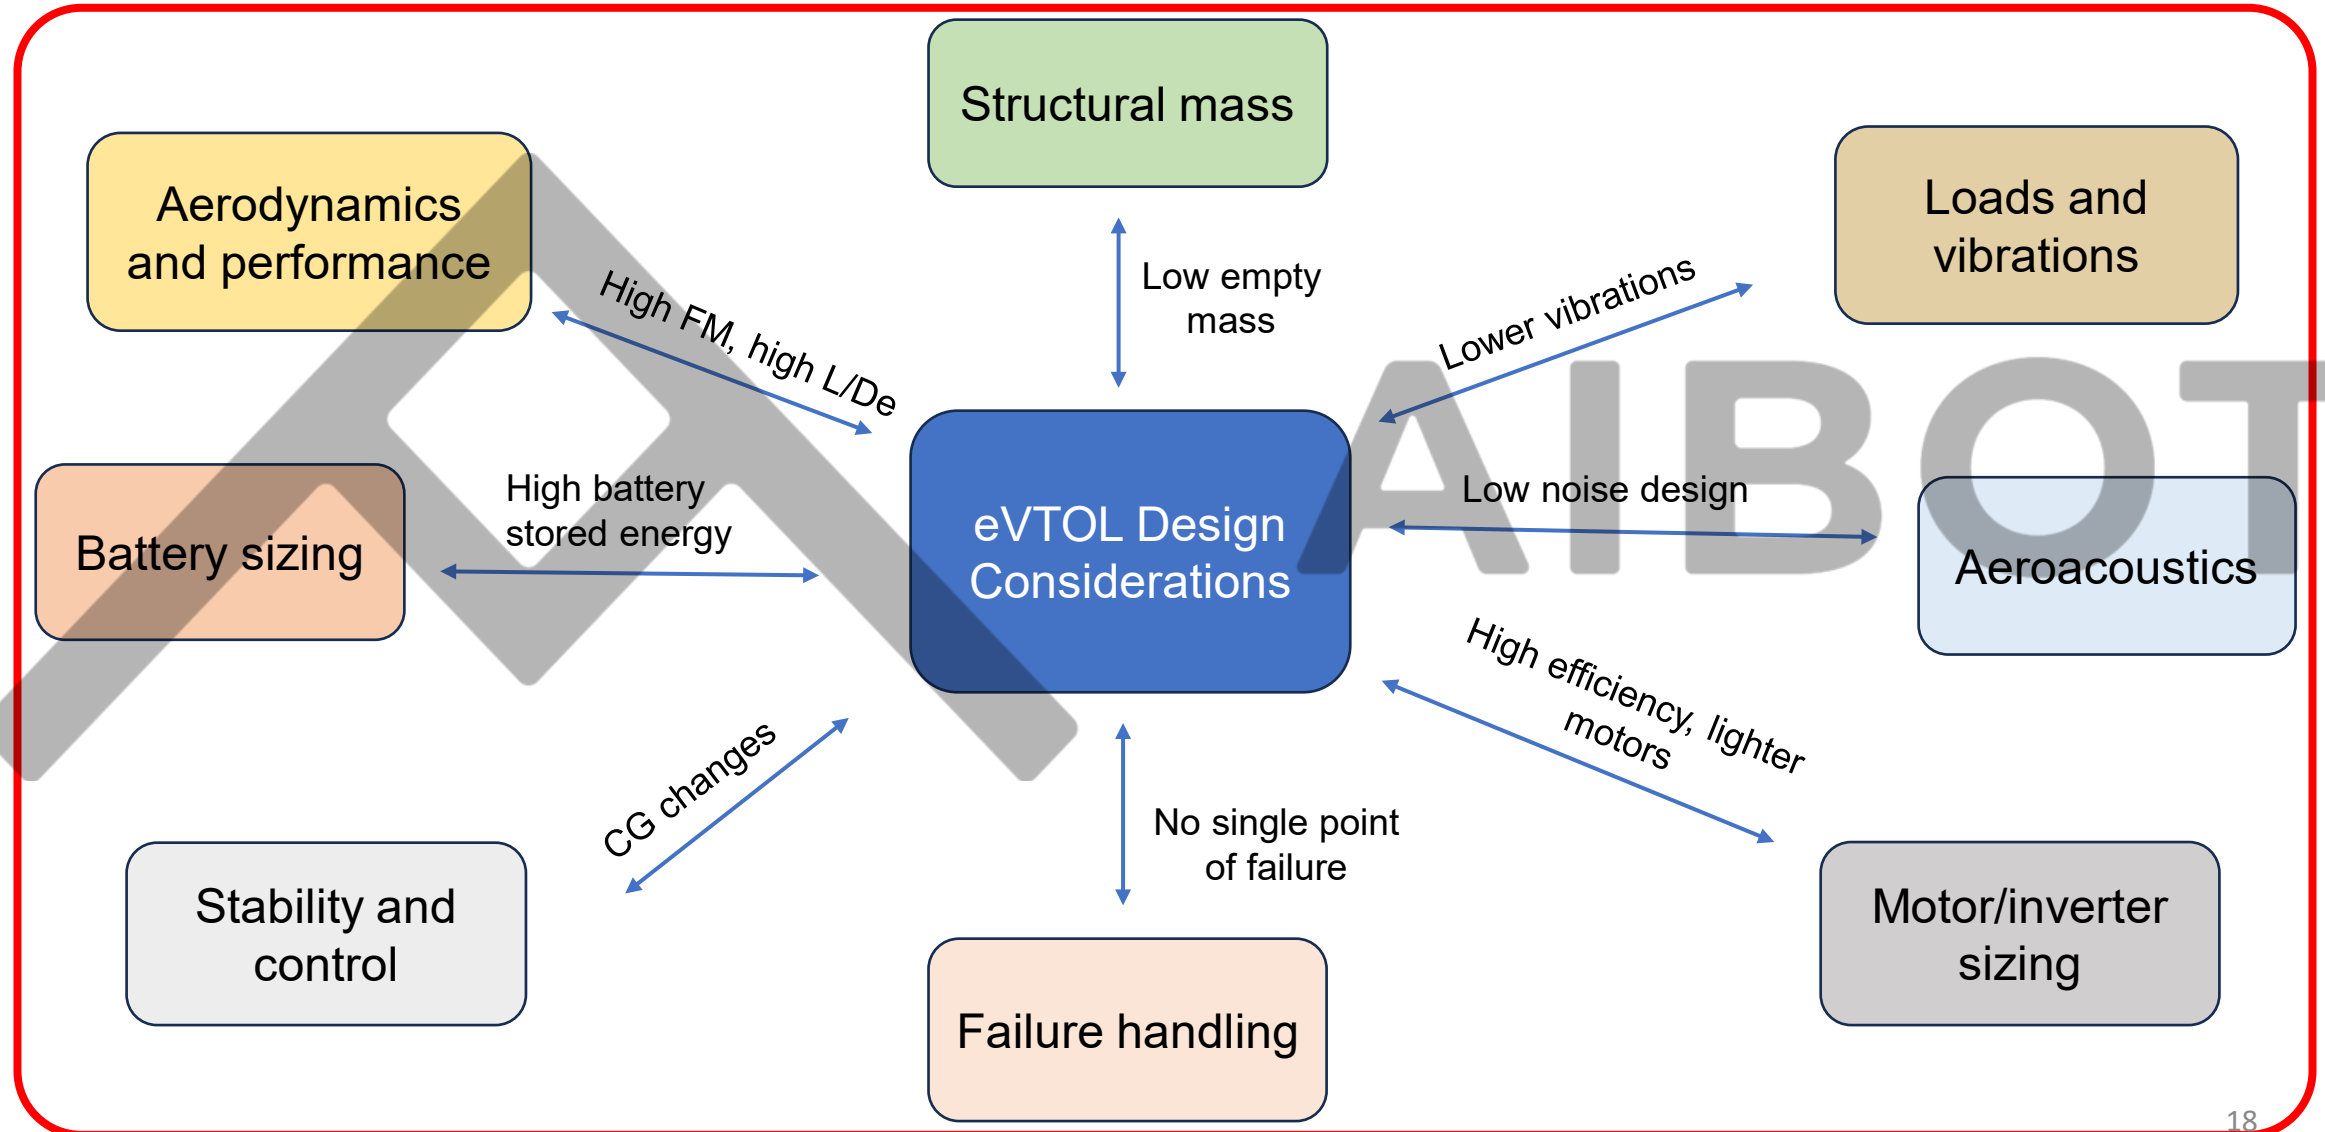 Structural mass
Aerodynamics
and performance
Loads and
vibrations
High FM, high L/De
Low empty
mass
Lower vibrations
Battery sizing
High battery
stored energy
eVTOL Design
Considerations
Low noise design
Aeroacoustics
AIBOT
CG changes
No single point
of failure
High efficiency, lighter
motors
Stability and
control
Failure handling
Motor/inverter
sizing
18